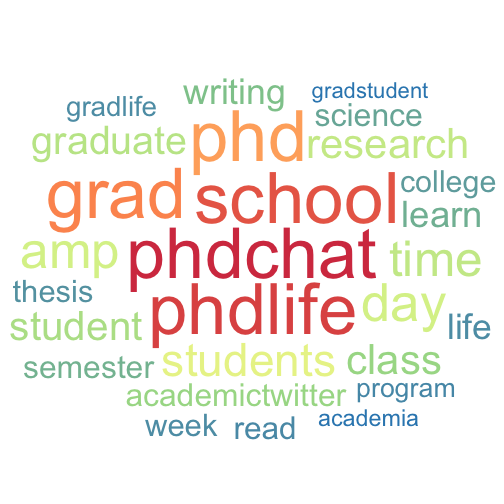 writing gradstudent
gradlife phd science
graduate research
grad school college
learn
amp phdchat time
thesis phdlife day
student life
semester students class
academictwitter program
week read academia